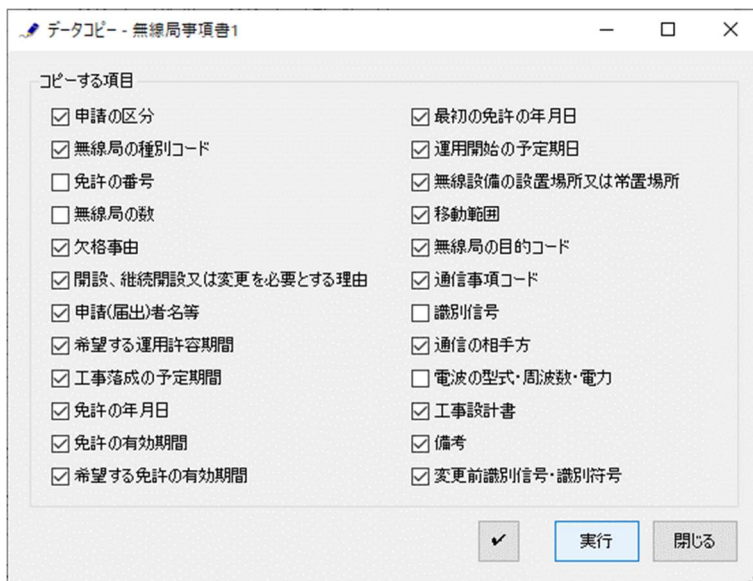 データコピー - 無線局事項書1
コピーする項目
申請の区分
無線局の種別コード
免許の番号
無線局の数
欠格事由
開設、継続開設又は変更を必要とする理由
申請(届出)者名等
希望する運用許容期間
工事落成の予定期間
免許の年月日
免許の有効期間
希望する免許の有効期間
最初の免許の年月日
運用開始の予定期日
無線設備の設置場所又は常置場所
移動範囲
無線局の目的コード
通信事項コード
識別信号
通信の相手方
電波の型式・周波数・電力
工事設計書
備考
変更前識別信号・識別符号
実行
閉じる